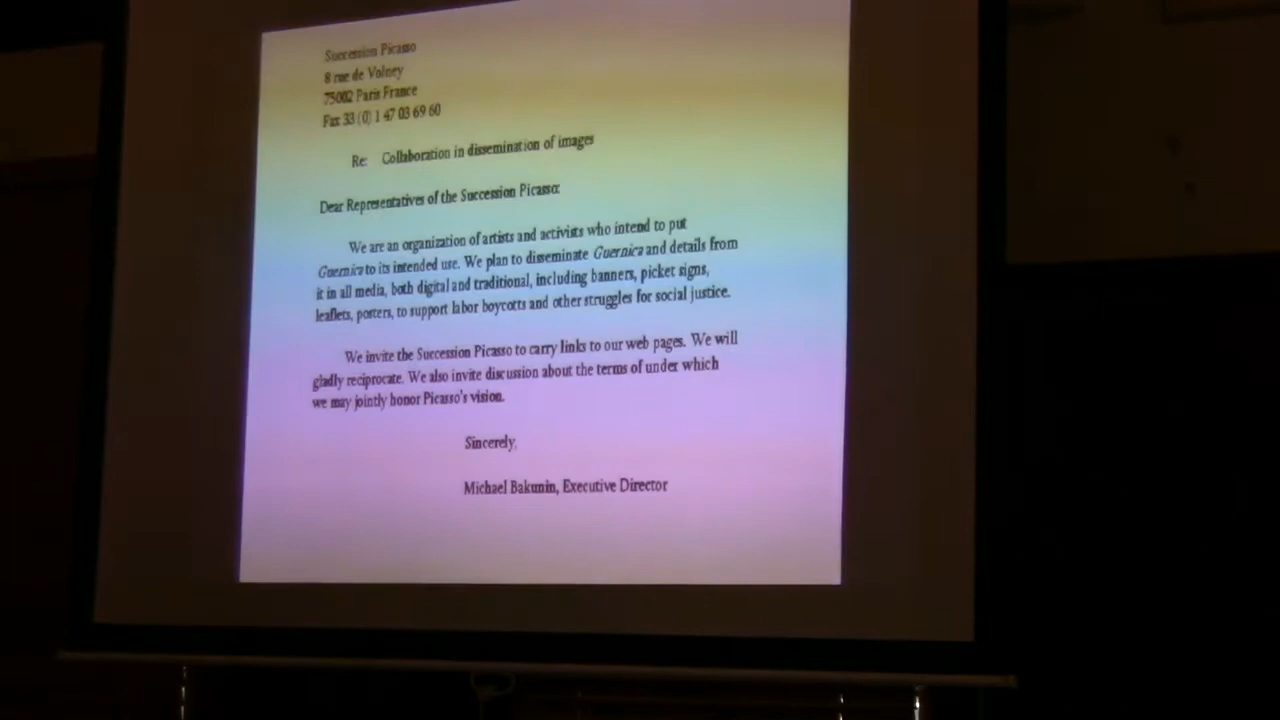 Succession Picasso
8 rue de Volney
75002 Paris France
Fax 33 (0) 1 47 03 69 60
Re: Collaboration in dissemination of images
Dear Representatives of the Succession Picasso:
We are an organization of artists and activists who intend to put
Guernica to its intended use. We plan to disseminate Guernica and details from
it in all media, both digital and traditional, including banners, picket signs,
leaflets, posters, to support labor boycotts and other struggles for social justice.
We invite the Succession Picasso to carry links to our web pages. We will
gladly reciprocate. We also invite discussion about the terms of under which
we may jointly honor Picasso's vision.
Sincerely,
Michael Bakunin, Executive Director